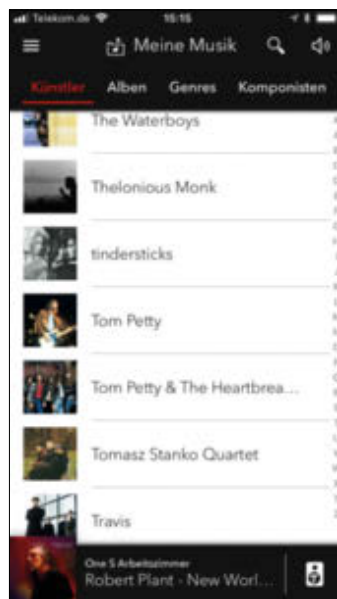 Telekom.de 15:15
Meine Musik
Künstler Alben Genres Komponisten
The Waterboys
Thelonious Monk
tindersticks
Tom Petty
Tom Petty & The Heartbrea...
Tomasz Stanko Quartet
Travis
One S Arbeitszimmer
Robert Plant - New Worl...